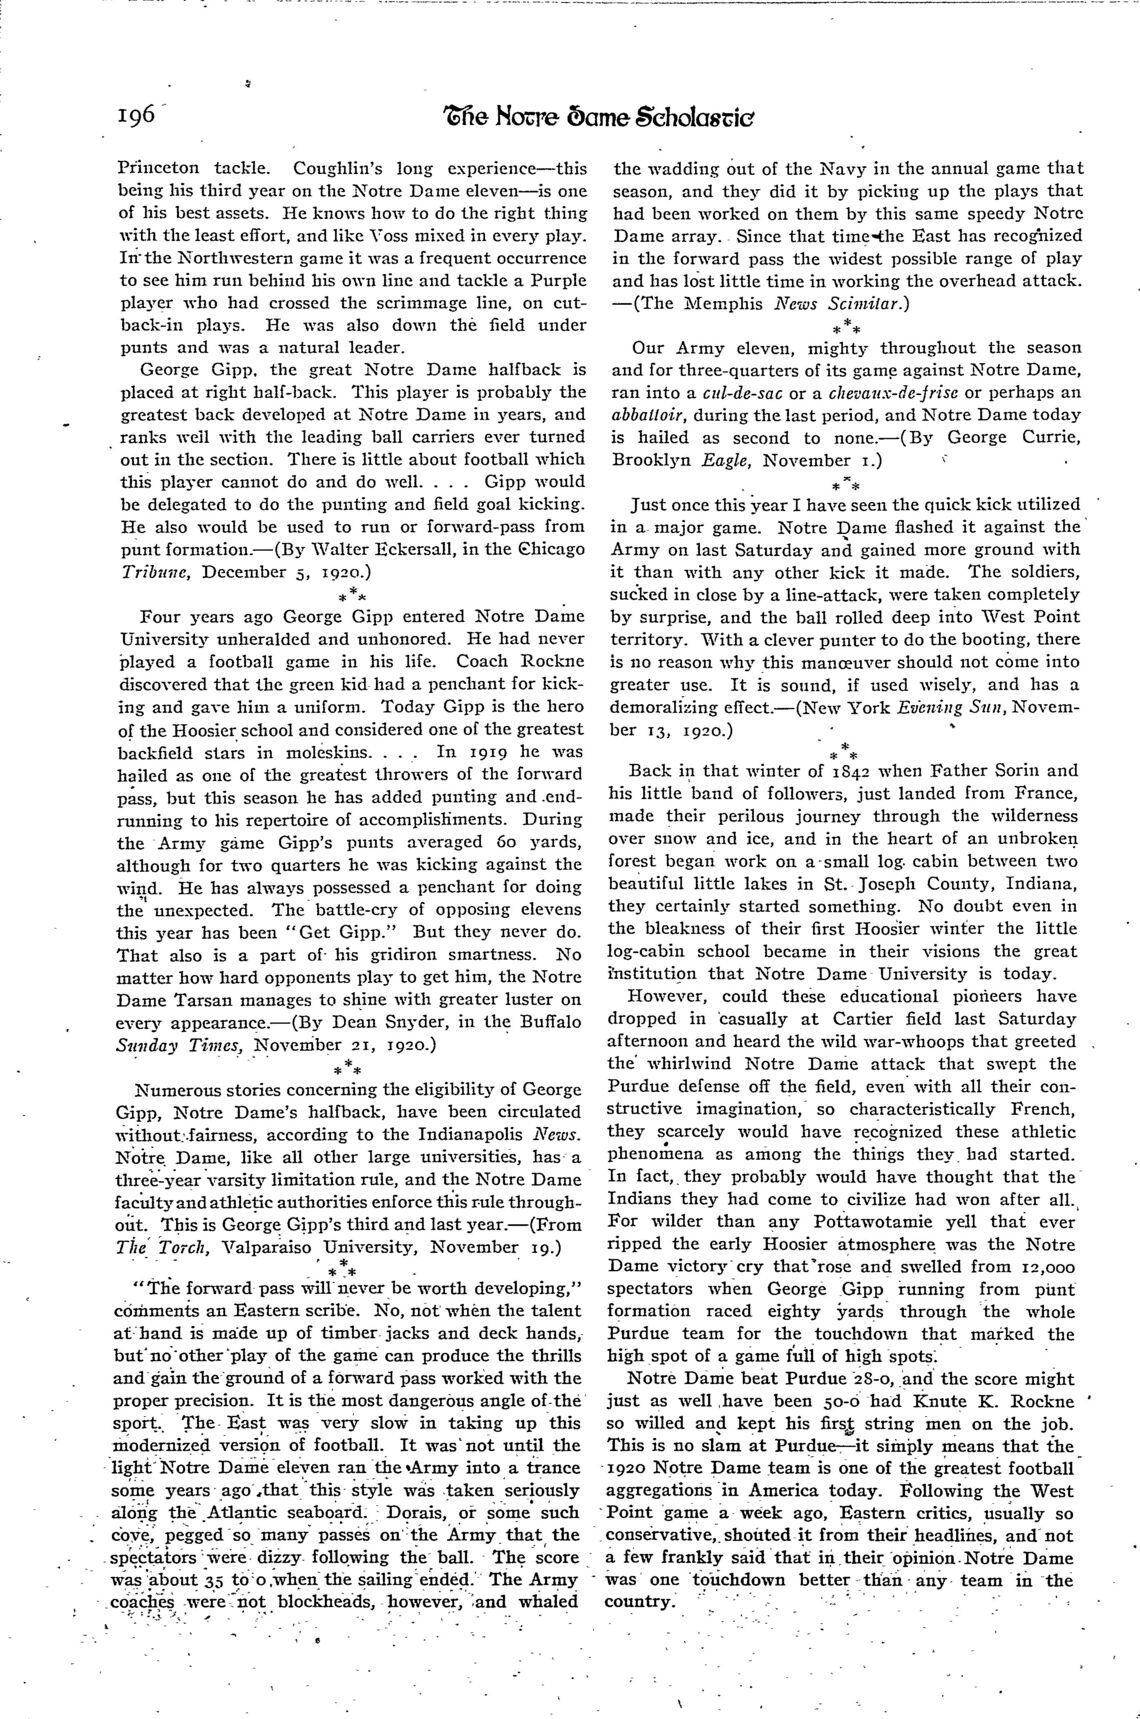 196
The Notre Dame Scholastic
Princeton tackle. Coughlin's long experience—this
being his third year on the Notre Dame eleven—is one
of his best assets. He knows how to do the right thing
with the least effort, and like Voss mixed in every play.
In the Northwestern game it was a frequent occurrence
to see him run behind his own line and tackle a Purple
player who had crossed the scrimmage line, on cut-
back-in plays. He was also down the field under
punts and was a natural leader.
George Gipp, the great Notre Dame halfback is
placed at right half-back. This player is probably the
greatest back developed at Notre Dame in years, and
ranks well with the leading ball carriers ever turned
out in the section. There is little about football which
this player cannot do and do well. . . . Gipp would
be delegated to do the punting and field goal kicking.
He also would be used to run or forward-pass from
punt formation.—(By Walter Eckersall, in the Chicago
Tribune, December 5, 1920.)
***
Four years ago George Gipp entered Notre Dame
University unheralded and unhonored. He had never
played a football game in his life. Coach Rockne
discovered that the green kid had a penchant for kick-
ing and gave him a uniform. Today Gipp is the hero
of the Hoosier school and considered one of the greatest
backfield stars in moleskins. . . . In 1919 he was
hailed as one of the greatest throwers of the forward
pass, but this season he has added punting and end-
running to his repertoire of accomplishments. During
the Army game Gipp's punts averaged 60 yards,
although for two quarters he was kicking against the
wind. He has always possessed a penchant for doing
the unexpected. The battle-cry of opposing elevens
this year has been "Get Gipp." But they never do.
That also is a part of his gridiron smartness. No
matter how hard opponents play to get him, the Notre
Dame Tarsan manages to shine with greater luster on
every appearance.—(By Dean Snyder, in the Buffalo
Sunday Times, November 21, 1920.)
***
Numerous stories concerning the eligibility of George
Gipp, Notre Dame's halfback, have been circulated
without fairness, according to the Indianapolis News.
Notre Dame, like all other large universities, has a
three-year varsity limitation rule, and the Notre Dame
faculty and athletic authorities enforce this rule through-
out. This is George Gipp's third and last year.—(From
The Torch, Valparaiso University, November 19.)
***
"The forward pass will never be worth developing,"
comments an Eastern scribe. No, not when the talent
at hand is made up of timber jacks and deck hands,
but no other play of the game can produce the thrills
and gain the ground of a forward pass worked with the
proper precision. It is the most dangerous angle of the
sport. The East was very slow in taking up this
modernized version of football. It was not until the
light Notre Dame eleven ran the Army into a trance
some years ago that this style was taken seriously
along the Atlantic seaboard. Dorais, or some such
cove, pegged so many passes on the Army that the
spectators were dizzy following the ball. The score
was about 35 to 0 when the sailing ended. The Army
coaches were not blockheads, however, and whaled
the wadding out of the Navy in the annual game that
season, and they did it by picking up the plays that
had been worked on them by this same speedy Notre
Dame array. Since that time the East has recognized
in the forward pass the widest possible range of play
and has lost little time in working the overhead attack.
—(The Memphis News Scimilar.)
***
Our Army eleven, mighty throughout the season
and for three-quarters of its game against Notre Dame,
ran into a cul-de-sac or a chevaux-de-frise or perhaps an
abbattoir, during the last period, and Notre Dame today
is hailed as second to none.—(By George Currie,
Brooklyn Eagle, November 1.)
***
Just once this year I have seen the quick kick utilized
in a major game. Notre Dame flashed it against the
Army on last Saturday and gained more ground with
it than with any other kick it made. The soldiers,
sucked in close by a line-attack, were taken completely
by surprise, and the ball rolled deep into West Point
territory. With a clever punter to do the booting, there
is no reason why this manœuver should not come into
greater use. It is sound, if used wisely, and has a
demoralizing effect.—(New York Evening Sun, Novem-
ber 13, 1920.)
***
Back in that winter of 1842 when Father Sorin and
his little band of followers, just landed from France,
made their perilous journey through the wilderness
over snow and ice, and in the heart of an unbroken
forest began work on a small log cabin between two
beautiful little lakes in St. Joseph County, Indiana,
they certainly started something. No doubt even in
the bleakness of their first Hoosier winter the little
log-cabin school became in their visions the great
institution that Notre Dame University is today.
However, could these educational pioneers have
dropped in casually at Cartier field last Saturday
afternoon and heard the wild war-whoops that greeted
the whirlwind Notre Dame attack that swept the
Purdue defense off the field, even with all their con-
structive imagination, so characteristically French,
they scarcely would have recognized these athletic
phenomena as among the things they had started.
In fact, they probably would have thought that the
Indians they had come to civilize had won after all.
For wilder than any Pottawotamie yell that ever
ripped the early Hoosier atmosphere was the Notre
Dame victory cry that rose and swelled from 12,000
spectators when George Gipp running from punt
formation raced eighty yards through the whole
Purdue team for the touchdown that marked the
high spot of a game full of high spots.
Notre Dame beat Purdue 28-0, and the score might
just as well have been 50-0 had Knute K. Rockne
so willed and kept his first string men on the job.
This is no slam at Purdue—it simply means that the
1920 Notre Dame team is one of the greatest football
aggregations in America today. Following the West
Point game a week ago, Eastern critics, usually so
conservative, shouted it from their headlines, and not
a few frankly said that in their opinion Notre Dame
was one touchdown better than any team in the
country.